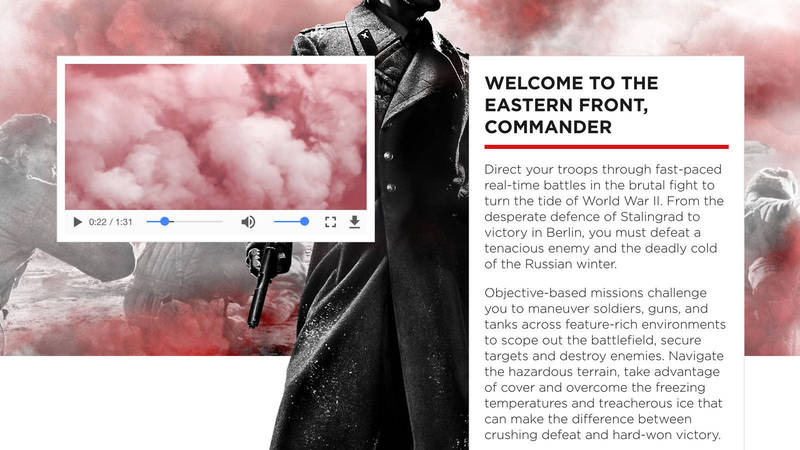 0:22 / 1:31
WELCOME TO THE
EASTERN FRONT,
COMMANDER
Direct your troops through fast-paced
real-time battles in the brutal fight to
turn the tide of World War II. From the
desperate defence of Stalingrad to
victory in Berlin, you must defeat a
tenacious enemy and the deadly cold
of the Russian winter.
Objective-based missions challenge
you to maneuver soldiers, guns, and
tanks across feature-rich environments
to scope out the battlefield, secure
targets and destroy enemies. Navigate
the hazardous terrain, take advantage
of cover and overcome the freezing
temperatures and treacherous ice that
can make the difference between
crushing defeat and hard-won victory.